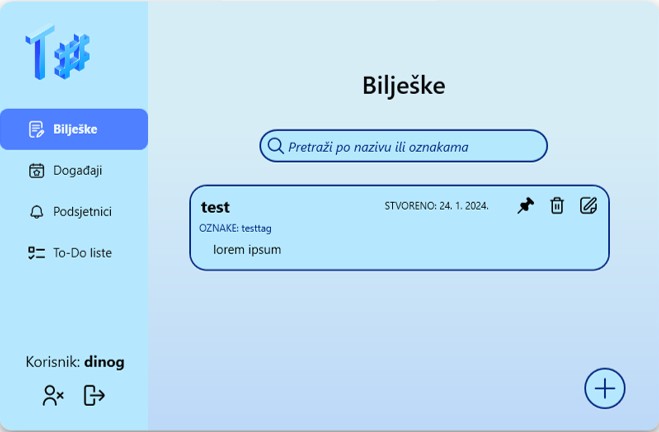 T#
Bilješke
Događaji
Podsjetnici
To-Do liste
Korisnik: dinog
Bilješke
Pretraži po nazivu ili oznakama
test
STVORENO: 24. 1. 2024.
OZNAKE: testtag
lorem ipsum